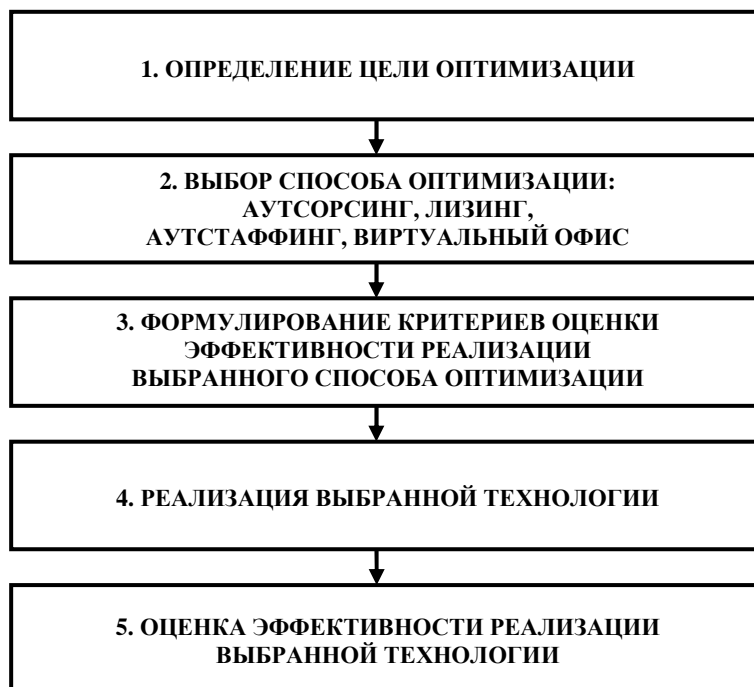 1. ОПРЕДЕЛЕНИЕ ЦЕЛИ ОПТИМИЗАЦИИ
2. ВЫБОР СПОСОБА ОПТИМИЗАЦИИ:
АУТСОРСИНГ, ЛИЗИНГ,
АУТСТАФФИНГ, ВИРТУАЛЬНЫЙ ОФИС
3. ФОРМУЛИРОВАНИЕ КРИТЕРИЕВ ОЦЕНКИ
ЭФФЕКТИВНОСТИ РЕАЛИЗАЦИИ
ВЫБРАННОГО СПОСОБА ОПТИМИЗАЦИИ
4. РЕАЛИЗАЦИЯ ВЫБРАННОЙ ТЕХНОЛОГИИ
5. ОЦЕНКА ЭФФЕКТИВНОСТИ РЕАЛИЗАЦИИ
ВЫБРАННОЙ ТЕХНОЛОГИИ